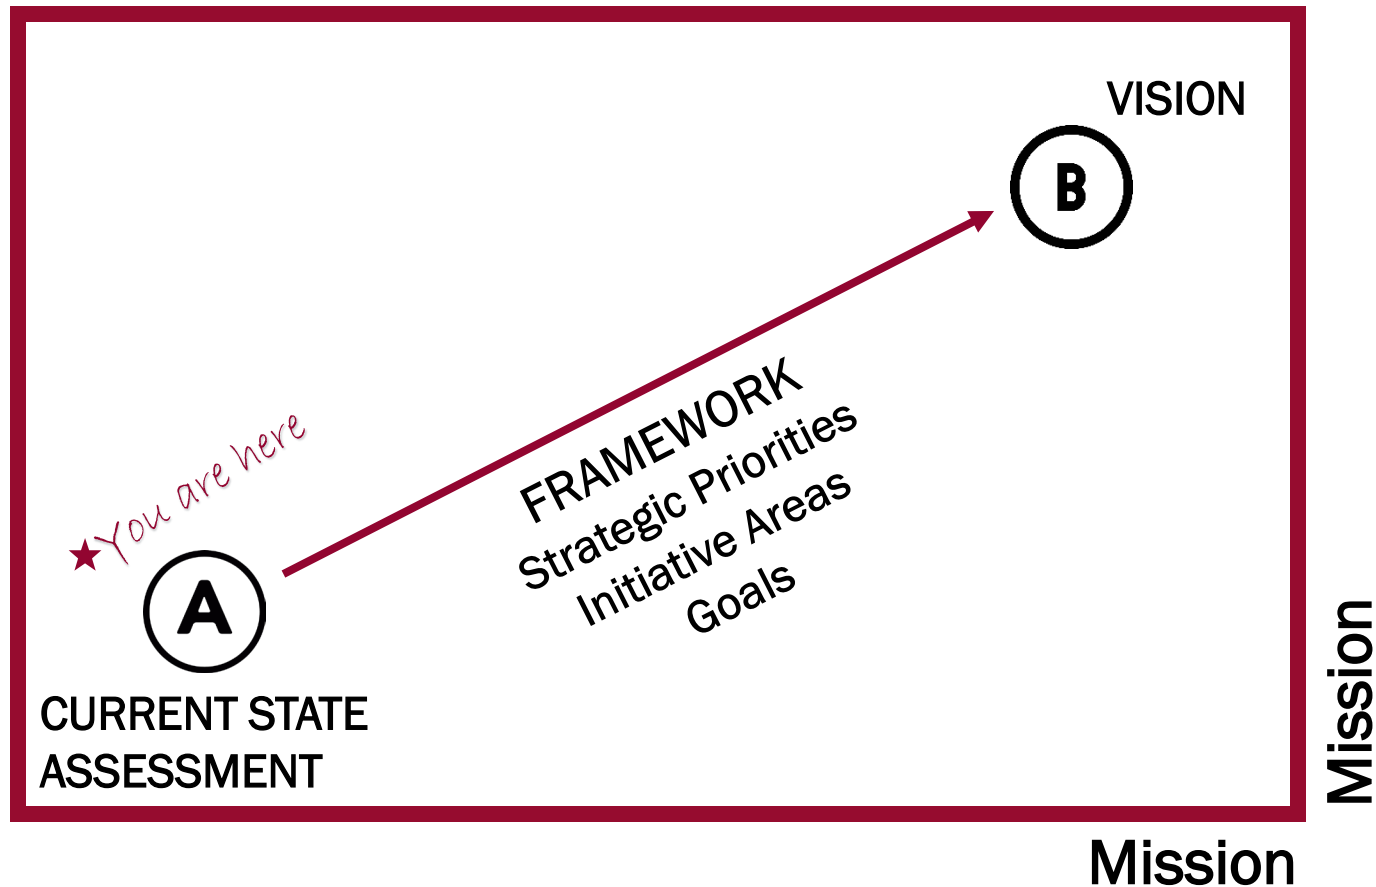 VISION
B
FRAMEWORK
Strategic Priorities
Initiative Areas
Goals
You are here
A
CURRENT STATE
ASSESSMENT
Mission
Mission